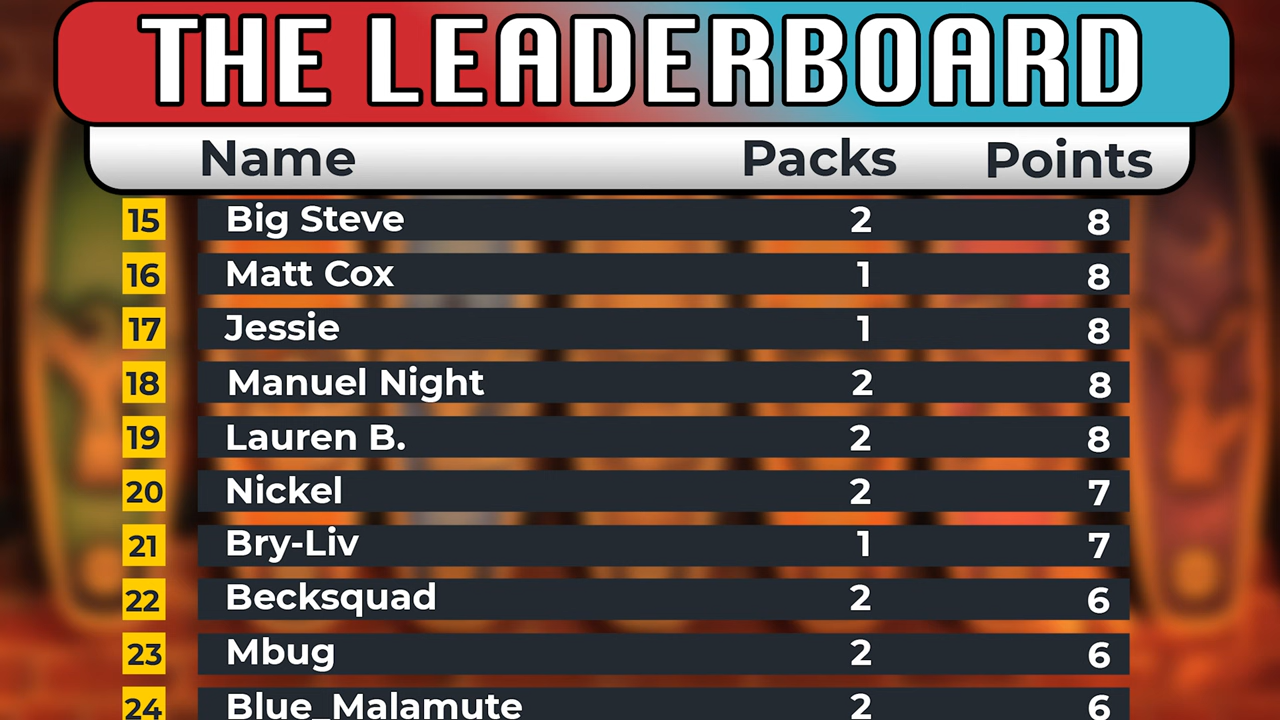 THE LEADERBOARD
Name Packs Points
15 Big Steve 2 8
16 Matt Cox 1 8
17 Jessie 1 8
18 Manuel Night 2 8
19 Lauren B. 2 8
20 Nickel 2 7
21 Bry-Liv 1 7
22 Becksquad 2 6
23 Mbug 2 6
24 Blue_Malamute 2 6